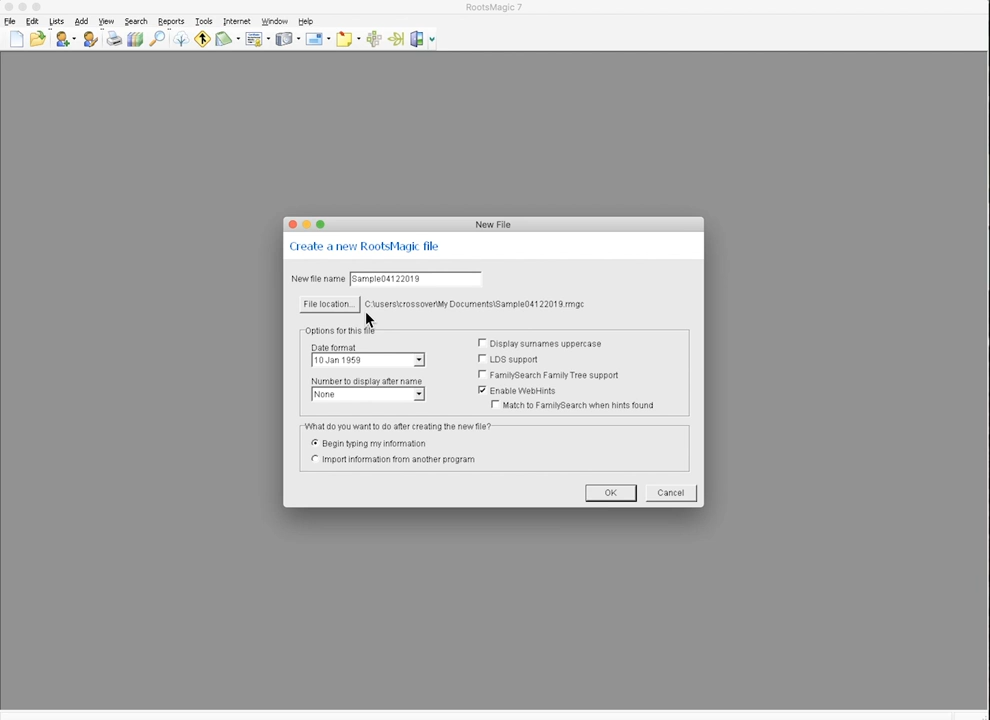 RootsMagic 7
File Edit Lists Add View Search Reports Tools Internet Window Help
New File
Create a new RootsMagic file
New file name Sample04122019
File location... C:\users\crossover\My Documents\Sample04122019.rmgc
Options for this file
Date format
10 Jan 1959
Number to display after name
None
Display surnames uppercase
LDS support
FamilySearch Family Tree support
Enable WebHints
Match to FamilySearch when hints found
What do you want to do after creating the new file?
Begin typing my information
Import information from another program
OK Cancel